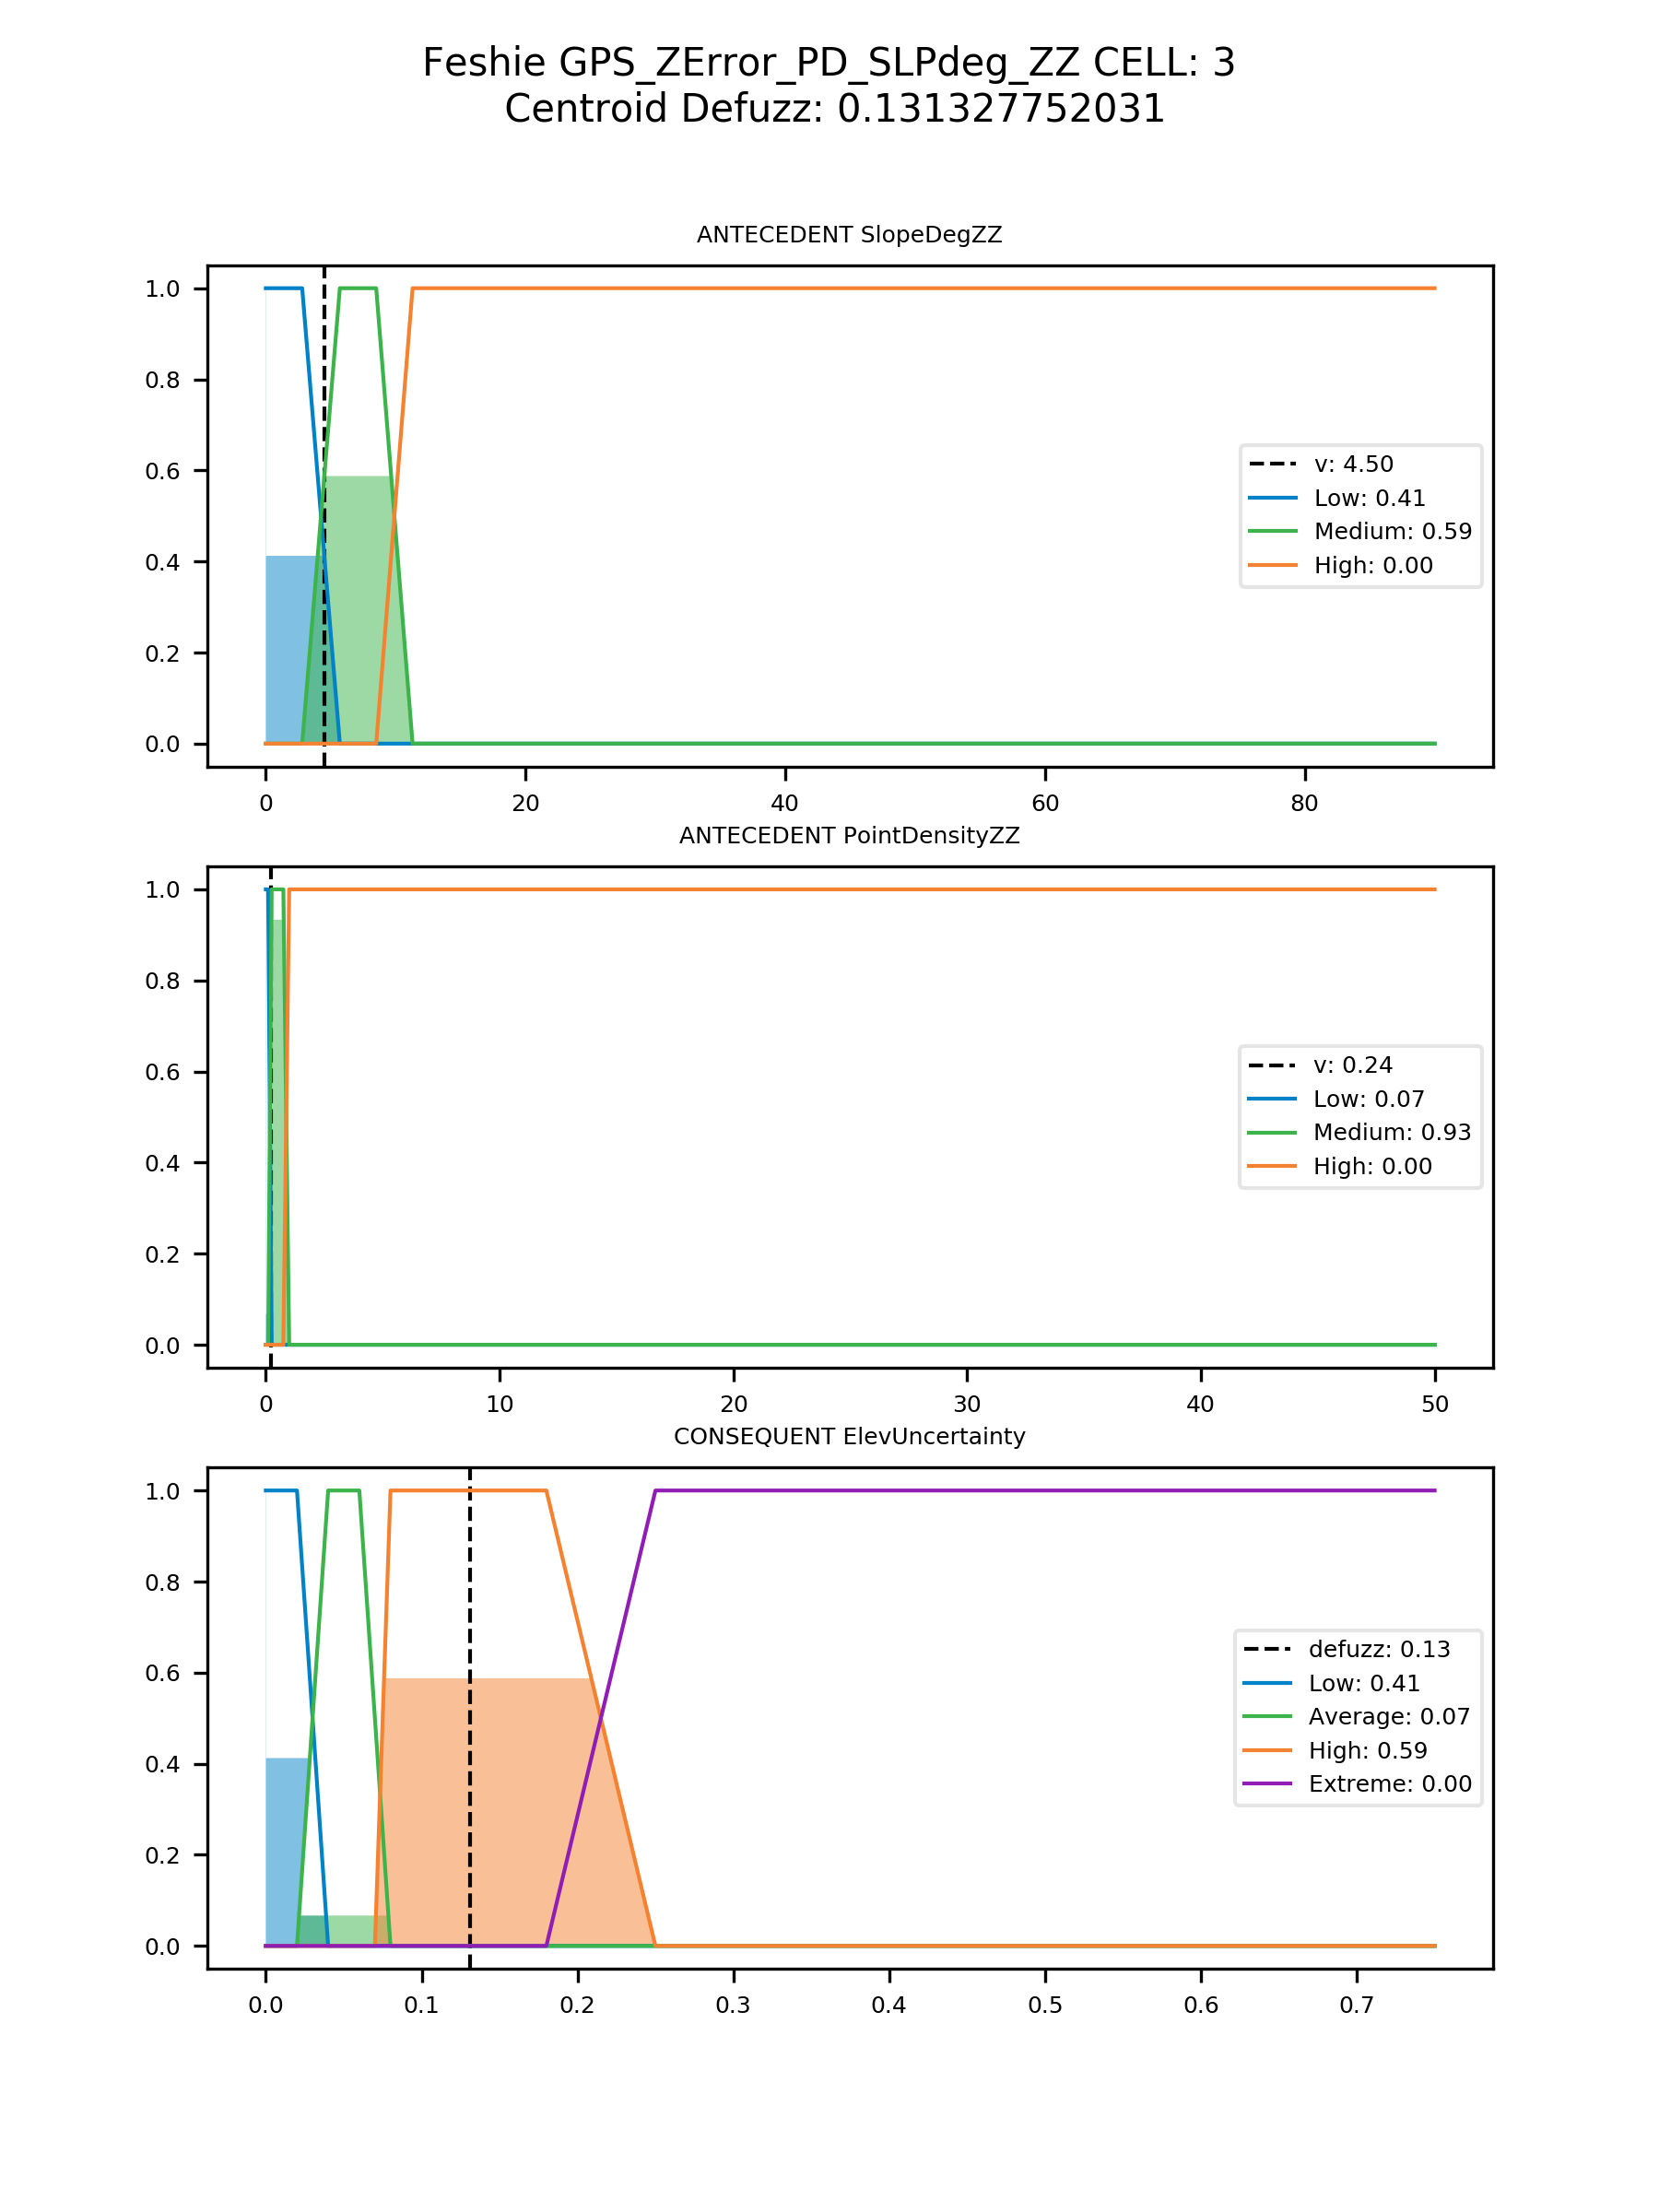 Feshie GPS_ZError_PD_SLPdeg_ZZ CELL: 3
Centroid Defuzz: 0.131327752031
ANTECEDENT SlopeDegZZ
1.0
0.8
0.6
0.4
0.2
0.0
v: 4.50
Low: 0.41
Medium: 0.59
High: 0.00
0 20 40 60 80
ANTECEDENT PointDensityZZ
1.0
0.8
0.6
0.4
0.2
0.0
v: 0.24
Low: 0.07
Medium: 0.93
High: 0.00
0 10 20 30 40 50
CONSEQUENT ElevUncertainty
1.0
0.8
0.6
0.4
0.2
0.0
defuzz: 0.13
Low: 0.41
Average: 0.07
High: 0.59
Extreme: 0.00
0.0 0.1 0.2 0.3 0.4 0.5 0.6 0.7